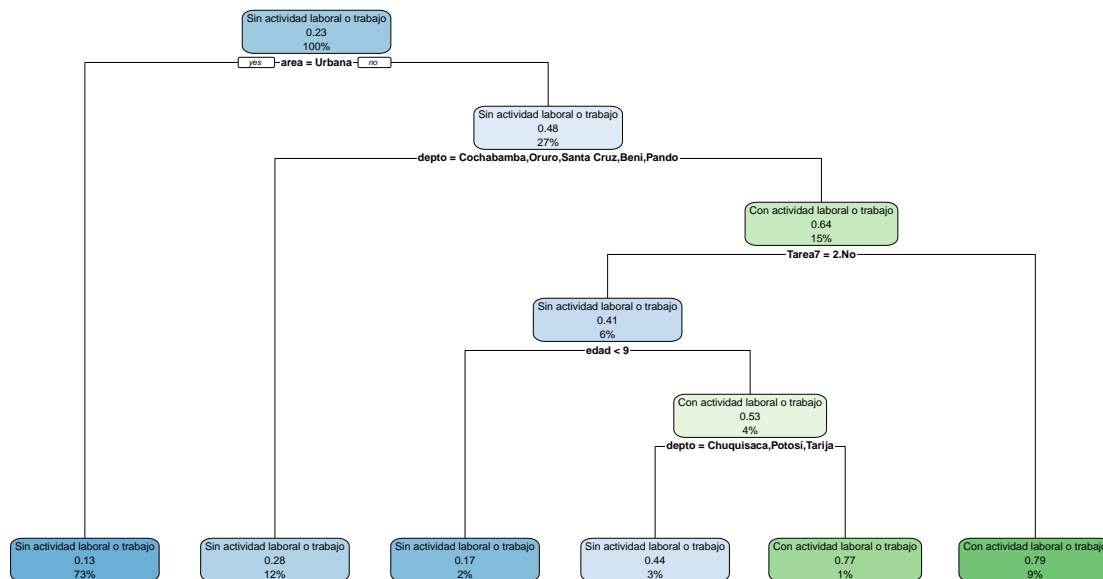 Sin actividad laboral o trabajo
0.23
100%
yes
area = Urbana
no
Sin actividad laboral o trabajo
0.48
27%
depto = Cochabamba,Oruro,Santa Cruz,Beni,Pando
Con actividad laboral o trabajo
0.64
15%
Tarea7 = 2.No
Sin actividad laboral o trabajo
0.41
6%
edad < 9
Con actividad laboral o trabajo
0.53
4%
depto = Chuquisaca,Potosí,Tarija
Sin actividad laboral o trabajo
0.13
73%
Sin actividad laboral o trabajo
0.28
12%
Sin actividad laboral o trabajo
0.17
2%
Sin actividad laboral o trabajo
0.44
3%
Con actividad laboral o trabajo
0.77
1%
Con actividad laboral o trabajo
0.79
9%